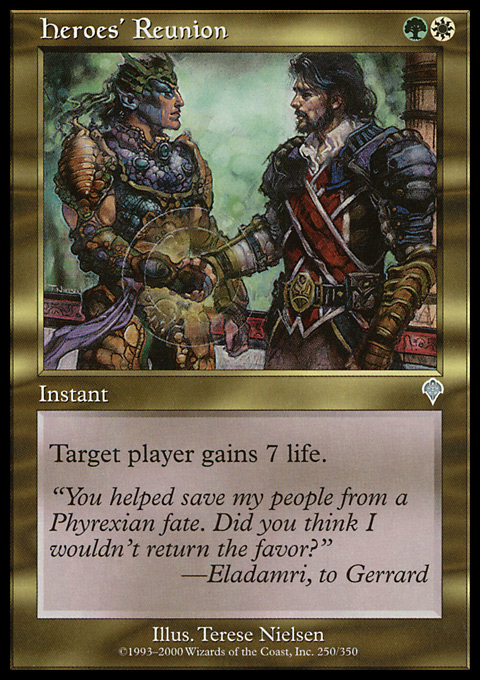 Heroes' Reunion
Instant
Target player gains 7 life.
“You helped save my people from a
Phyrexian fate. Did you think I
wouldn’t return the favor?”
—Eladamri, to Gerrard
Illus. Terese Nielsen
©1993–2000 Wizards of the Coast, Inc. 250/350